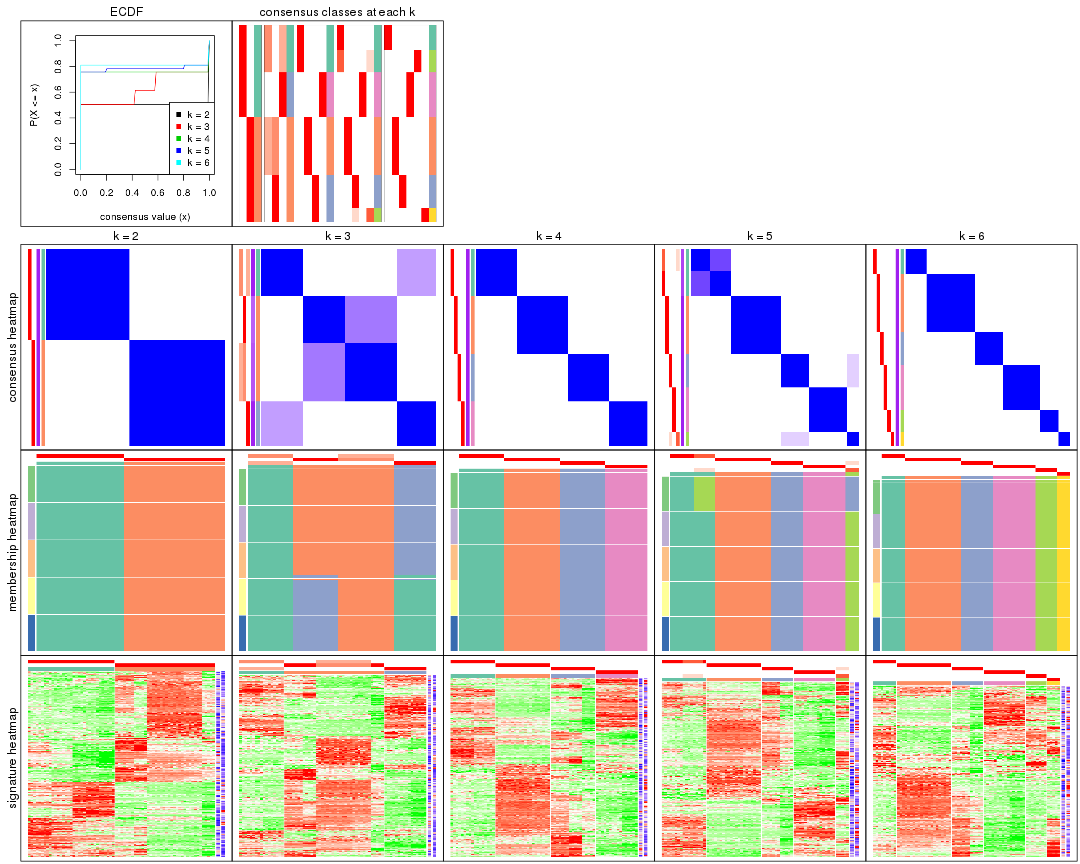 ECDF
consensus classes at each k
P(X <= x)
1.0
0.8
0.6
0.4
0.2
0.0
k = 2
k = 3
k = 4
k = 5
k = 6
0.0 0.2 0.4 0.6 0.8 1.0
consensus value (x)
k = 2 k = 3 k = 4 k = 5 k = 6
consensus heatmap
membership heatmap
signature heatmap